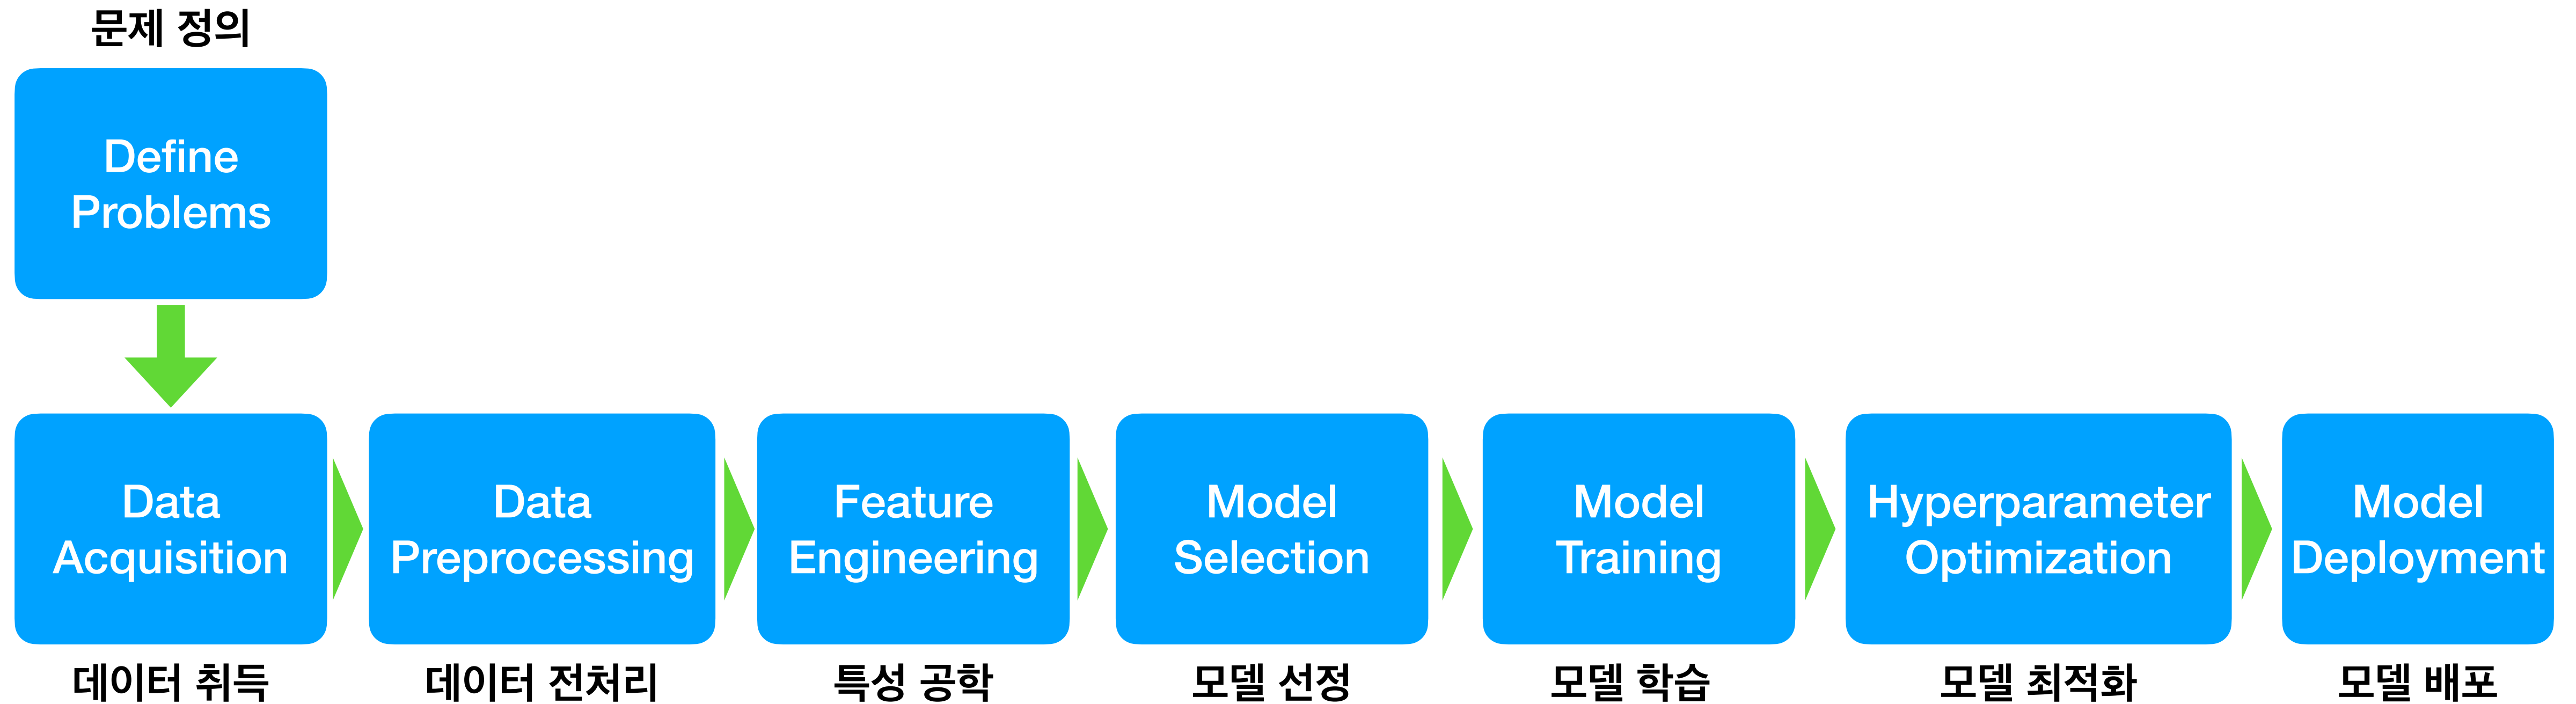 문제 정의
Define
Problems
Data
Acquisition
Data
Preprocessing
Feature
Engineering
Model
Selection
Model
Training
Hyperparameter
Optimization
Model
Deployment
데이터 취득
데이터 전처리
특성 공학
모델 선정
모델 학습
모델 최적화
모델 배포